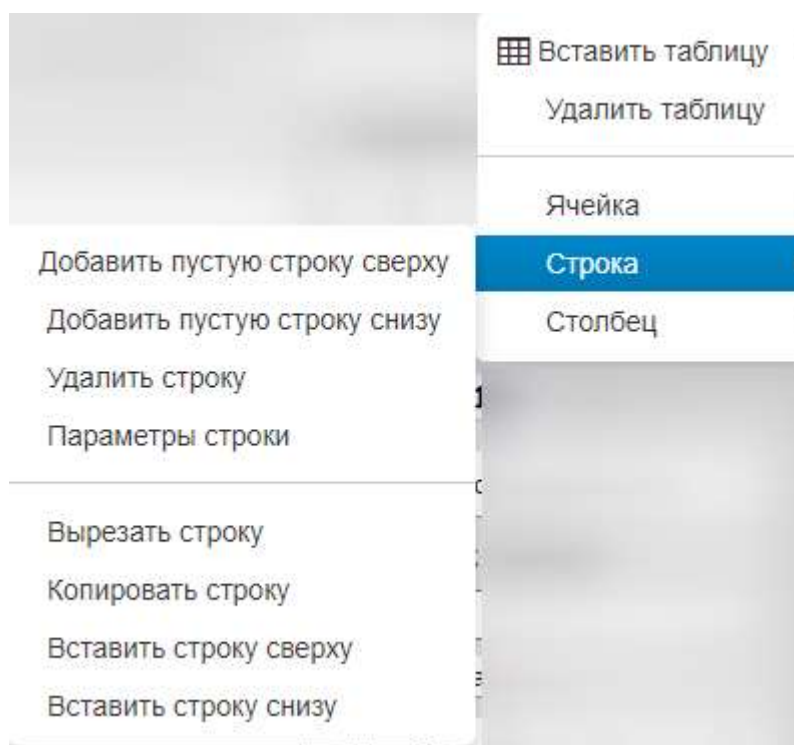 Вставить таблицу
Удалить таблицу
Ячейка
Строка
Столбец
Добавить пустую строку сверху
Добавить пустую строку снизу
Удалить строку
Параметры строки
Вырезать строку
Копировать строку
Вставить строку сверху
Вставить строку снизу